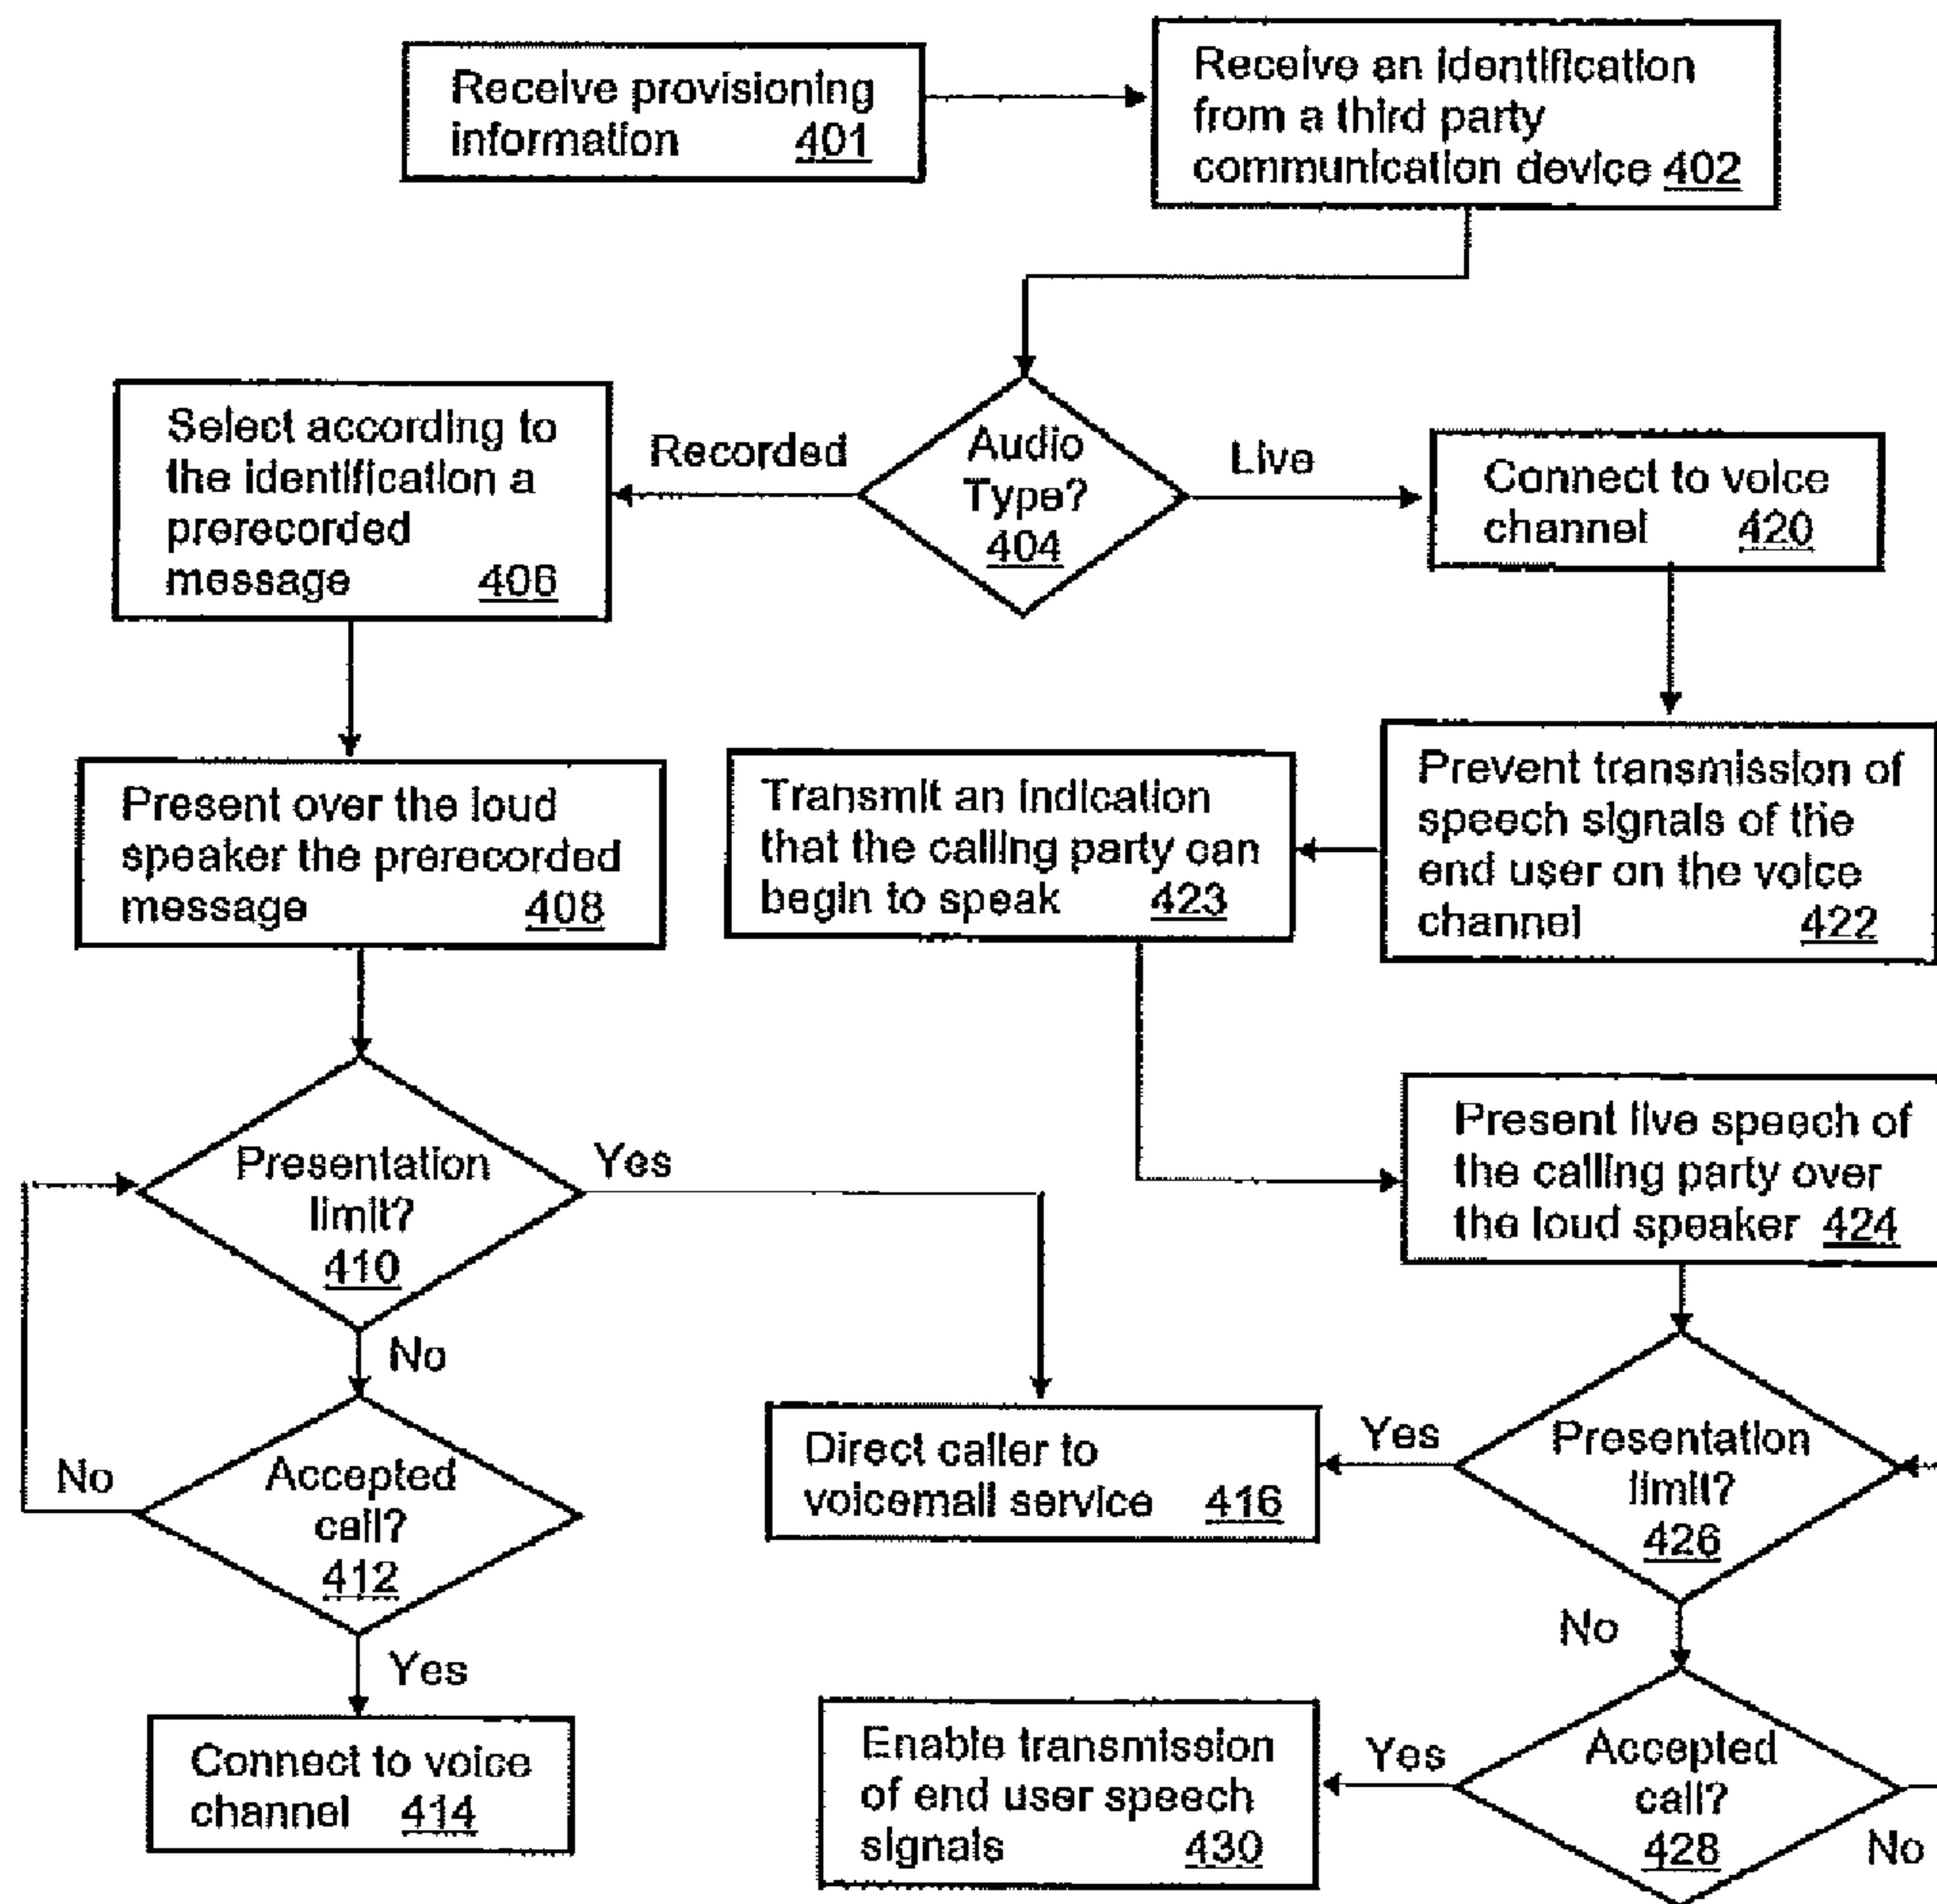 Receive provisioning
information 401
Receive an identification
from a third party
communication device 402
Audio
Type?
404
Recorded
Live
Select according to
the identification a
prerecorded
message 406
Connect to voice
channel 420
Present over the loud
speaker the prerecorded
message 408
Transmit an indication
that the calling party can
begin to speak 423
Prevent transmission of
speech signals of the
end user on the voice
channel 422
Presentation
limit?
410
Yes
No
Present live speech of
the calling party over
the loud speaker 424
Accepted
call?
412
No
Yes
Direct caller to
voicemail service 416
Yes
Presentation
limit?
426
No
Connect to voice
channel 414
Enable transmission
of end user speech
signals 430
Yes
Accepted
call?
428
No